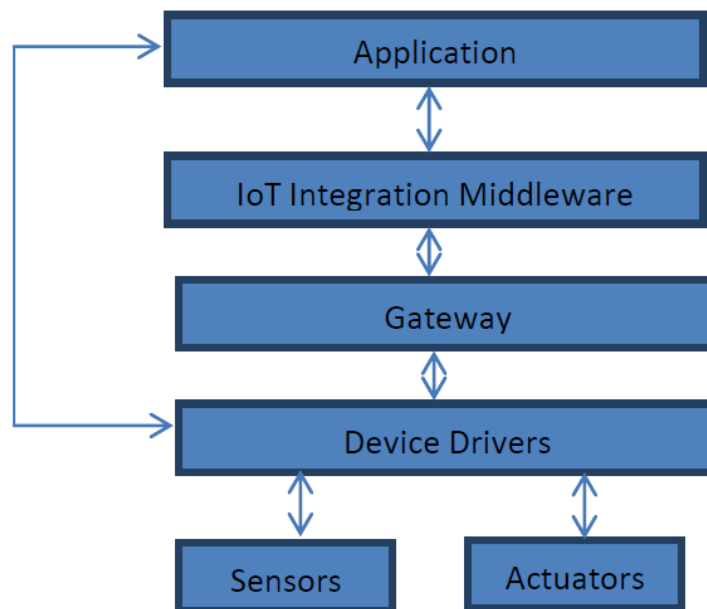 Application
IoT Integration Middleware
Gateway
Device Drivers
Sensors
Actuators